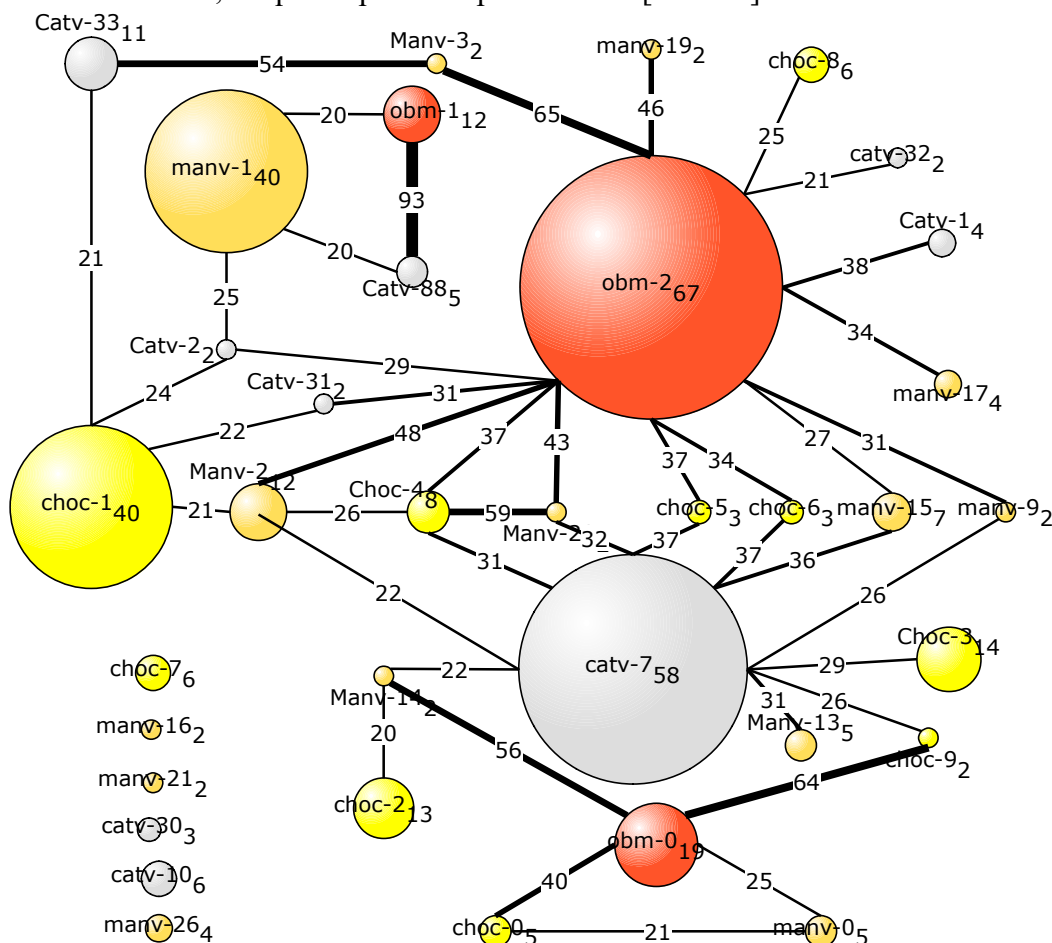 Catv-33 11
54
Manv-3 2
manv-19 2
choc-8 6
65
46
20
obm-1 12
25
manv-1 40
catv-32 2
21
93
Catv-1 4
20
21
38
Catv-88 5
obm-2 67
25
34
Catv-2 2
29
manv-17 4
24
Catv-31 2
31
22
48
37
43
37
34
27
31
Manv-2 12
Choc-4 8
choc-1 40
21
26
59
choc-5 3
choc-6 3
manv-15 7
manv-9 2
Manv-2
32
37
31
37
36
22
26
choc-7 6
22
catv-7 58
29
Choc-3 14
Manv-14 2
31
26
manv-16 2
20
56
Manv-13 5
choc-9 2
manv-21 2
64
choc-2 13
catv-30 3
obm-0 19
catv-10 6
40
25
manv-26 4
choc-0 5
21
manv-0 5